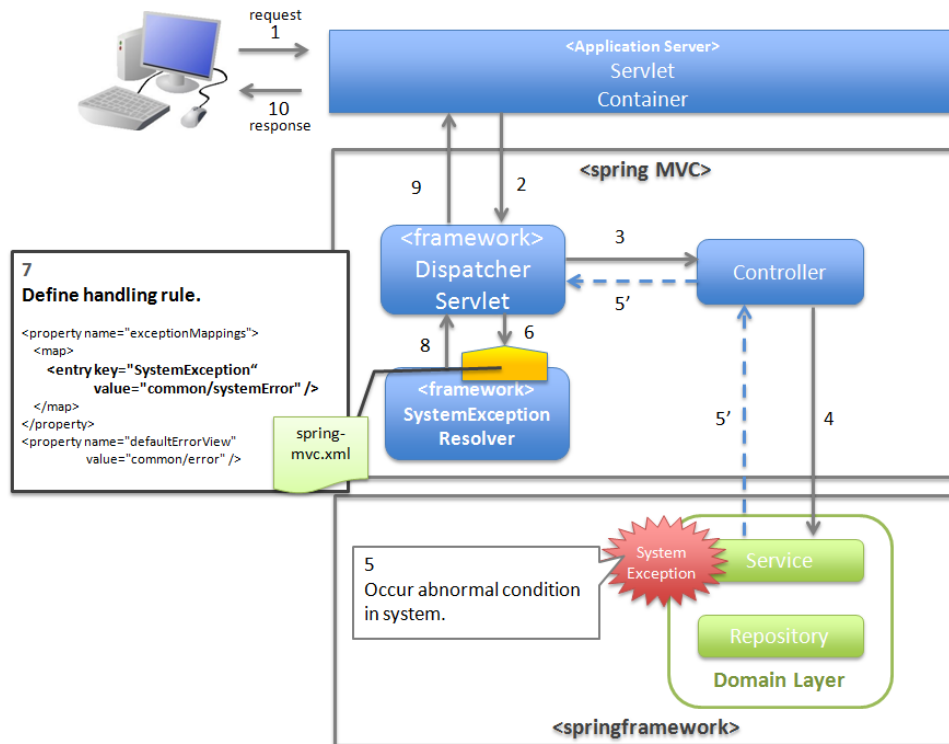 request
1
10
response
<Application Server>
Servlet
Container
<spring MVC>
9
2
<framework>
Dispatcher
Servlet
3
5’
Controller
7
Define handling rule.
<property name="exceptionMappings">
<map>
<entry key="SystemException“
value="common/systemError" />
</map>
</property>
<property name="defaultErrorView"
value="common/error" />
spring-
mvc.xml
8
6
<framework>
SystemException
Resolver
5’
4
5
Occur abnormal condition
in system.
System
Exception
Service
Repository
Domain Layer
<springframework>